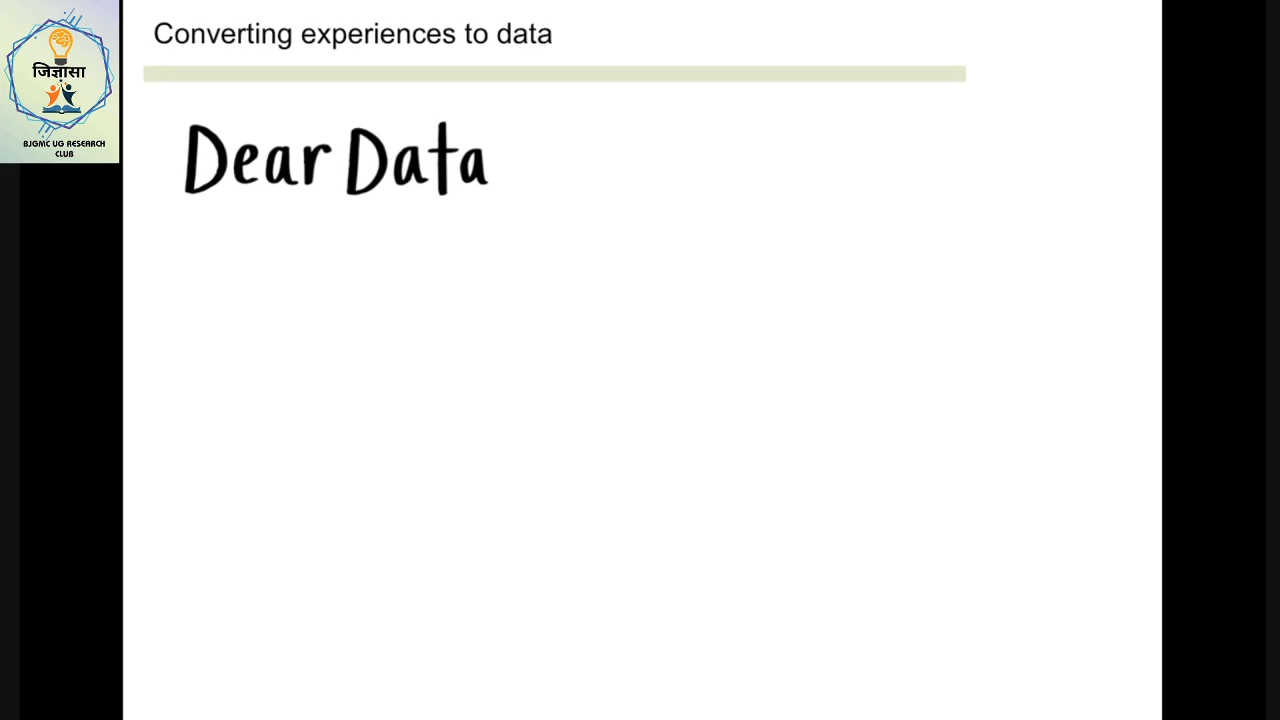 Converting experiences to data
जिज्ञासा
BJGMC UG RESEARCH
CLUB
Dear Data